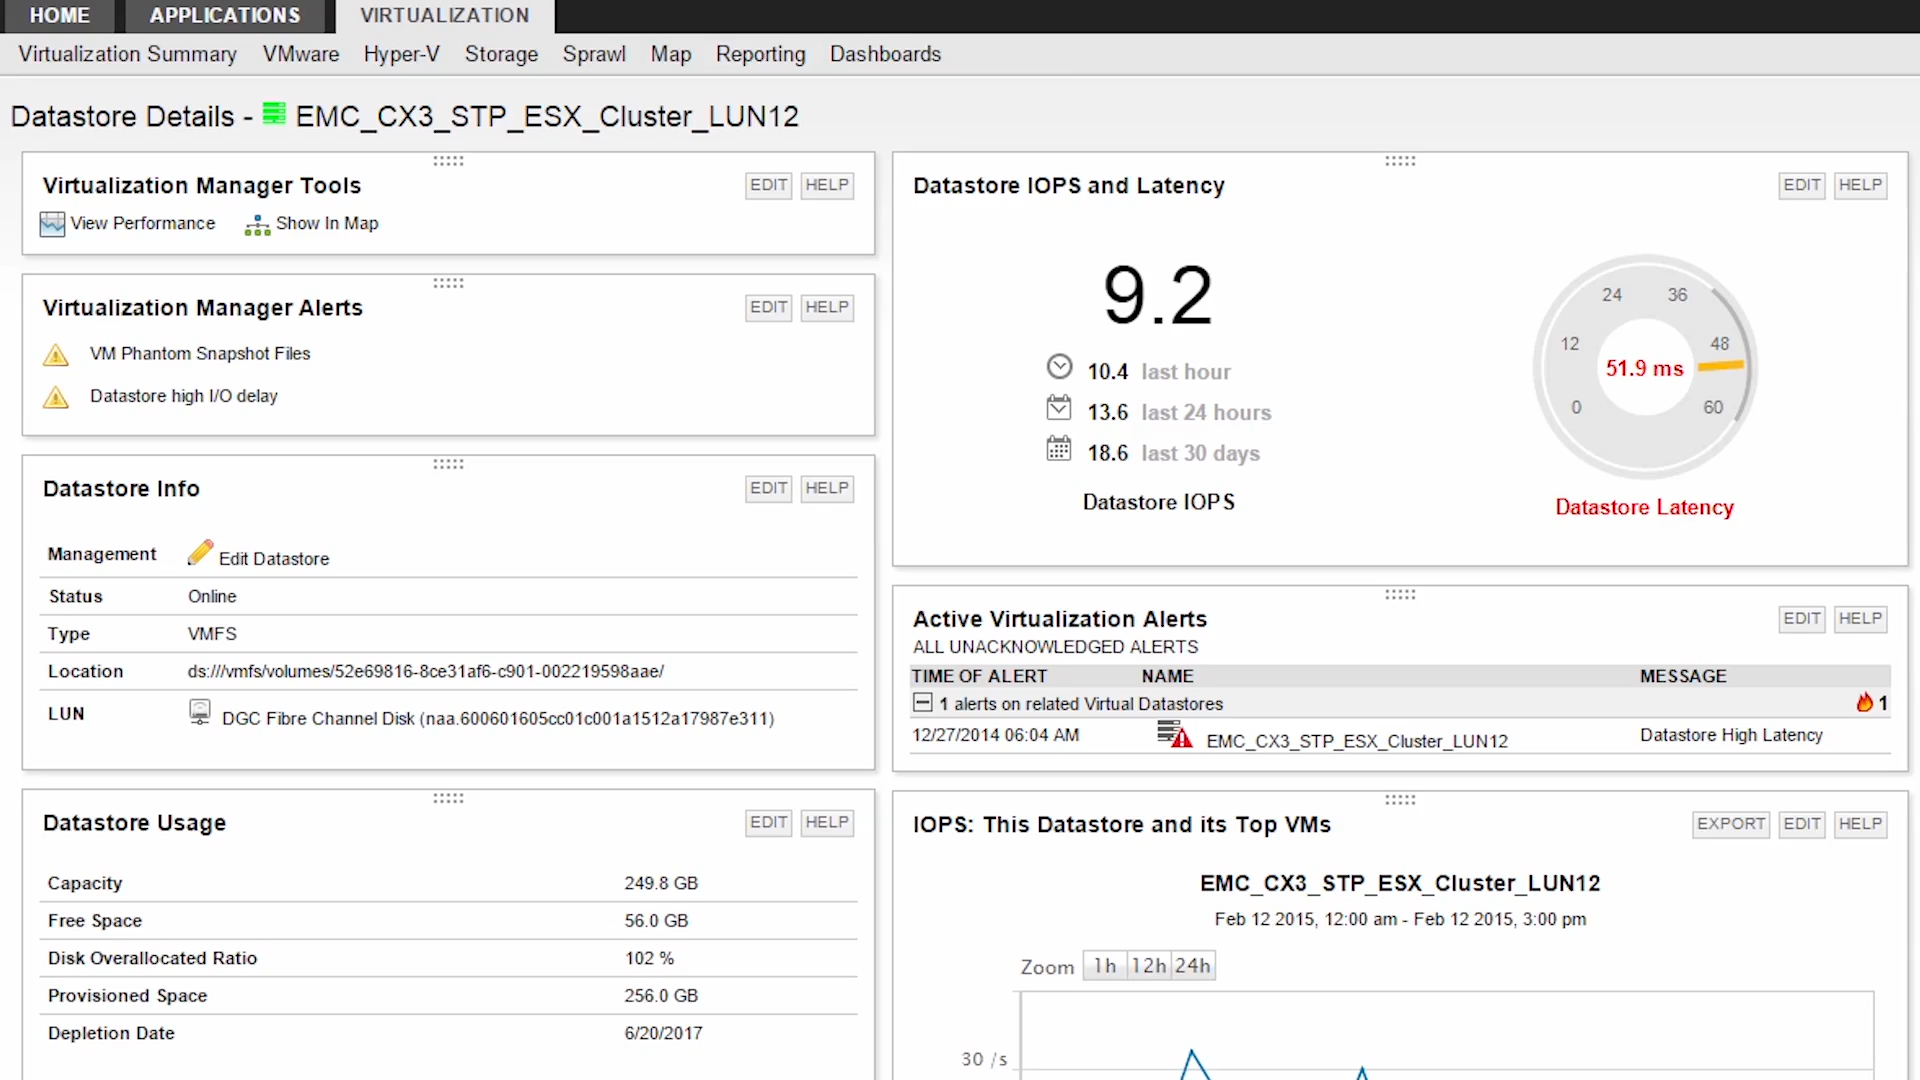 HOME APPLICATIONS VIRTUALIZATION
Virtualization Summary VMware Hyper-V Storage Sprawl Map Reporting Dashboards
Datastore Details - EMC_CX3_STP_ESX_Cluster_LUN12
Virtualization Manager Tools EDIT HELP
View Performance Show In Map
Virtualization Manager Alerts EDIT HELP
VM Phantom Snapshot Files
Datastore high I/O delay
Datastore Info EDIT HELP
Management Edit Datastore
Status Online
Type VMFS
Location ds:///vmfs/volumes/52e69816-8ce31af6-c901-002219598aae/
LUN DGC Fibre Channel Disk (naa.600601605cc01c001a1512a17987e311)
Datastore Usage EDIT HELP
Capacity 249.8 GB
Free Space 56.0 GB
Disk Overallocated Ratio 102 %
Provisioned Space 256.0 GB
Depletion Date 6/20/2017
Datastore IOPS and Latency EDIT HELP
9.2
10.4 last hour
13.6 last 24 hours
18.6 last 30 days
Datastore IOPS
24 36
12 48
51.9 ms
0 60
Datastore Latency
Active Virtualization Alerts EDIT HELP
ALL UNACKNOWLEDGED ALERTS
TIME OF ALERT NAME MESSAGE
1 alerts on related Virtual Datastores 1
12/27/2014 06:04 AM EMC_CX3_STP_ESX_Cluster_LUN12 Datastore High Latency
IOPS: This Datastore and its Top VMs EXPORT EDIT HELP
EMC_CX3_STP_ESX_Cluster_LUN12
Feb 12 2015, 12:00 am - Feb 12 2015, 3:00 pm
Zoom 1h 12h 24h
30 /s